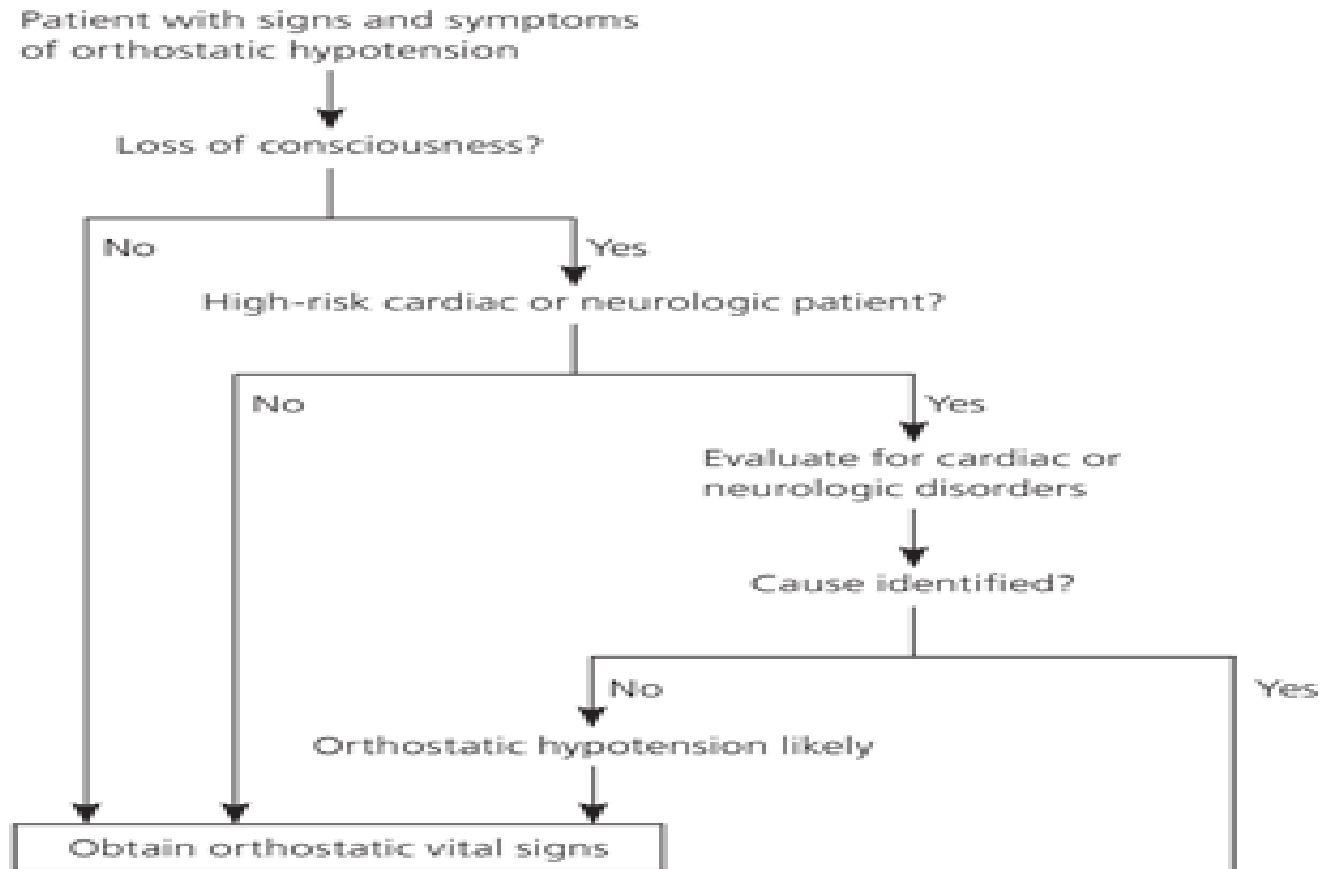 Patient with signs and symptoms
of orthostatic hypotension
Loss of consciousness?
No
Yes
High-risk cardiac or neurologic patient?
No
Yes
Evaluate for cardiac or
neurologic disorders
Cause identified?
No
Yes
Orthostatic hypotension likely
Obtain orthostatic vital signs